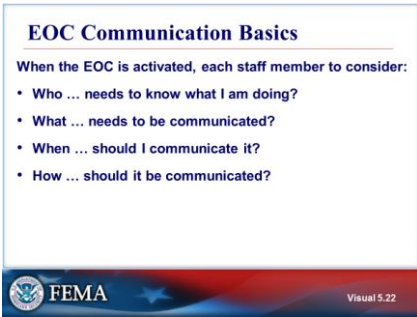 EOC Communication Basics
When the EOC is activated, each staff member to consider:
• Who … needs to know what I am doing?
• What … needs to be communicated?
• When … should I communicate it?
• How … should it be communicated?
FEMA
Visual 5.22